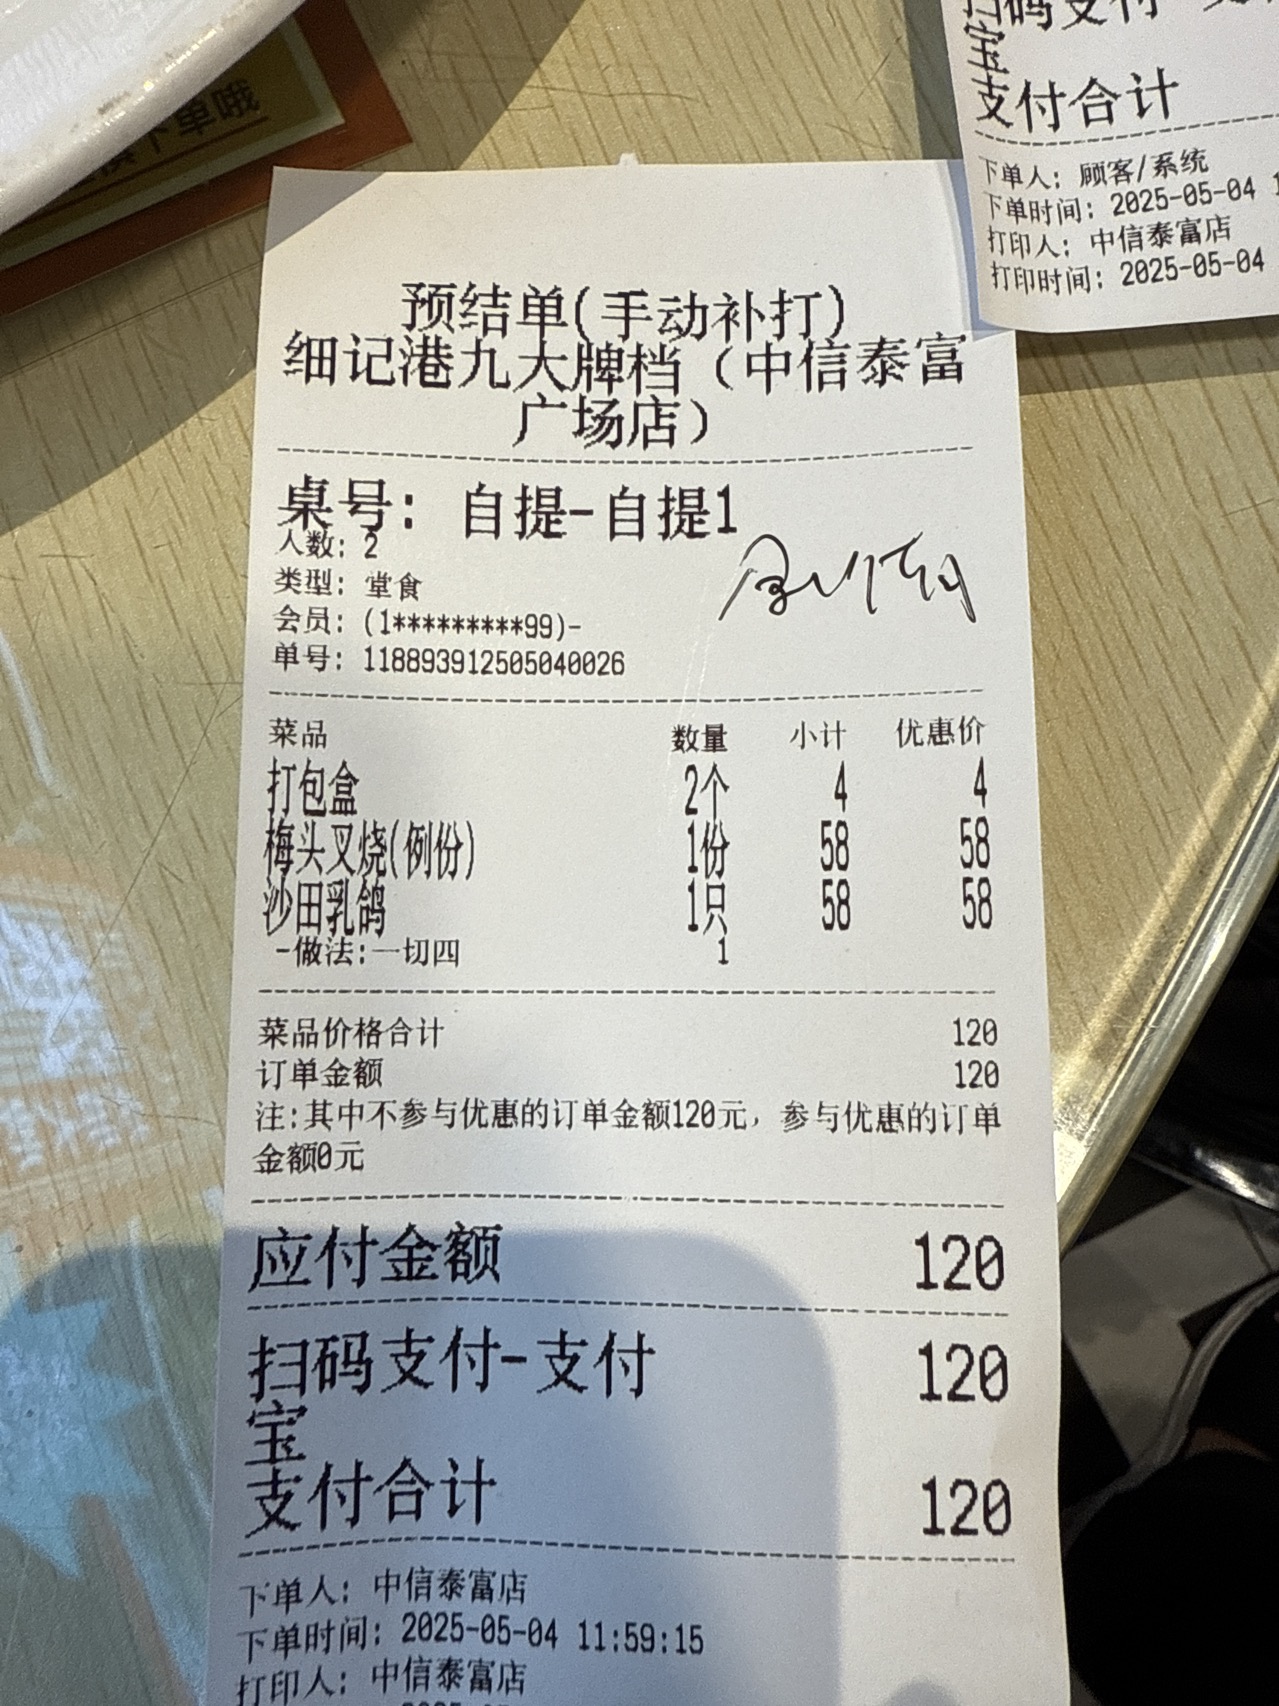 下单哦
扫码支付-支
宝
支付合计
下单人: 顾客/系统
下单时间: 2025-05-04 1
打印人: 中信泰富店
打印时间: 2025-05-04
预结单(手动补打)
细记港九大牌档（中信泰富
广场店）
桌号: 自提-自提1
人数: 2
类型: 堂食
会员: (1*********99)-
单号: 118893912505040026
菜品 数量 小计 优惠价
打包盒 2个 4 4
梅头叉烧(例份) 1份 58 58
沙田乳鸽 1只 58 58
-做法:一切四 1
菜品价格合计 120
订单金额 120
注:其中不参与优惠的订单金额120元, 参与优惠的订单
金额0元
应付金额 120
扫码支付-支付 120
宝
支付合计 120
下单人: 中信泰富店
下单时间: 2025-05-04 11:59:15
打印人: 中信泰富店